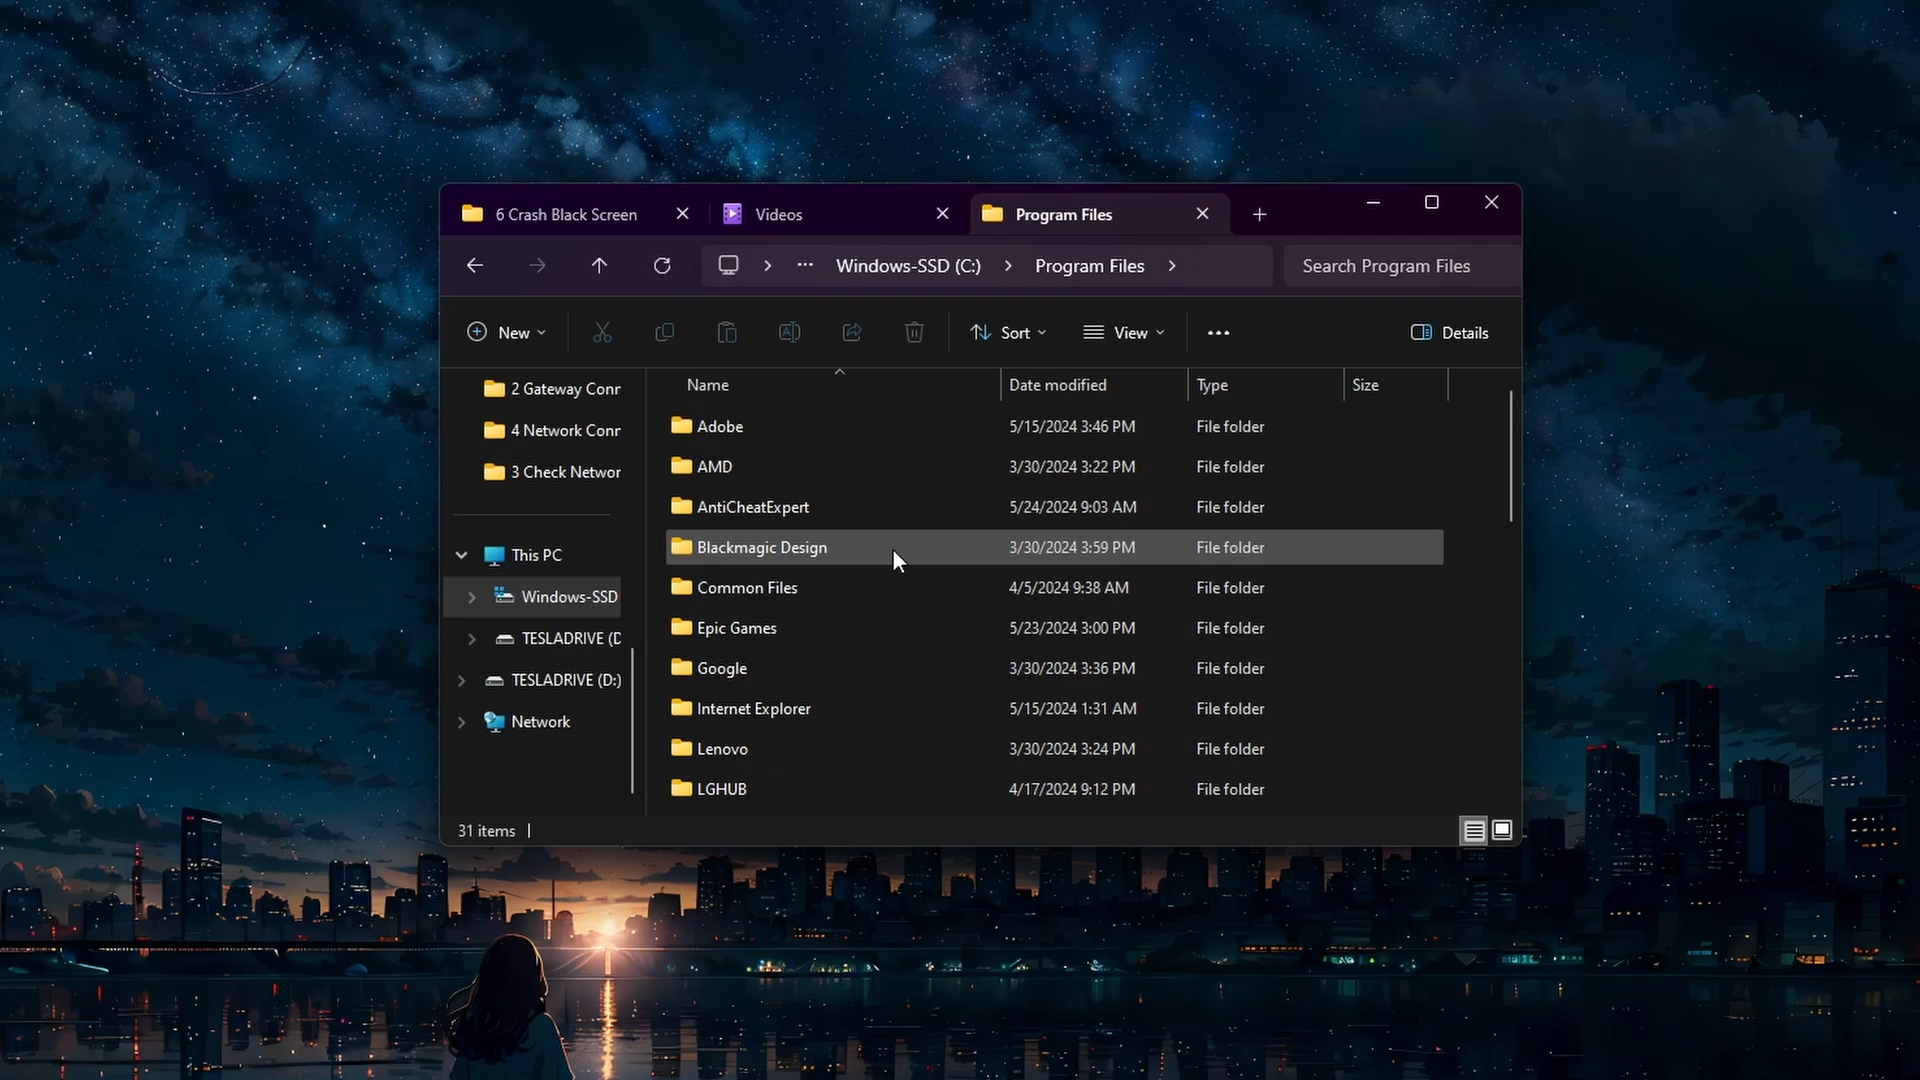 6 Crash Black Screen
Videos
Program Files
Windows-SSD (C:)
Program Files
Search Program Files
New
Sort
View
Details
2 Gateway Conr
4 Network Conr
3 Check Networ
This PC
Windows-SSD
TESLADRIVE (D
TESLADRIVE (D:)
Network
Name Date modified Type Size
Adobe 5/15/2024 3:46 PM File folder
AMD 3/30/2024 3:22 PM File folder
AntiCheatExpert 5/24/2024 9:03 AM File folder
Blackmagic Design 3/30/2024 3:59 PM File folder
Common Files 4/5/2024 9:38 AM File folder
Epic Games 5/23/2024 3:00 PM File folder
Google 3/30/2024 3:36 PM File folder
Internet Explorer 5/15/2024 1:31 AM File folder
Lenovo 3/30/2024 3:24 PM File folder
LGHUB 4/17/2024 9:12 PM File folder
31 items